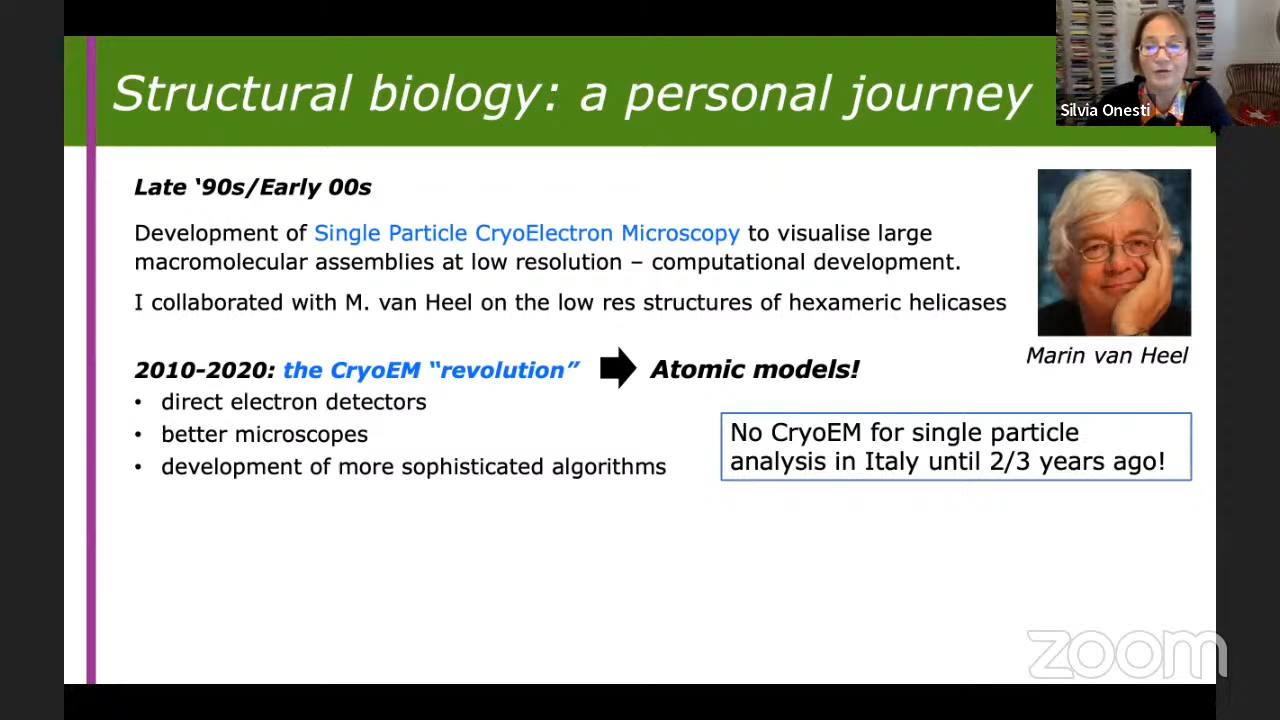 Structural biology: a personal journey
Silvia Onesti
Late ‘90s/Early 00s
Development of Single Particle CryoElectron Microscopy to visualise large
macromolecular assemblies at low resolution – computational development.
I collaborated with M. van Heel on the low res structures of hexameric helicases
Marin van Heel
2010-2020: the CryoEM “revolution”
Atomic models!
• direct electron detectors
• better microscopes
• development of more sophisticated algorithms
No CryoEM for single particle
analysis in Italy until 2/3 years ago!
zoom